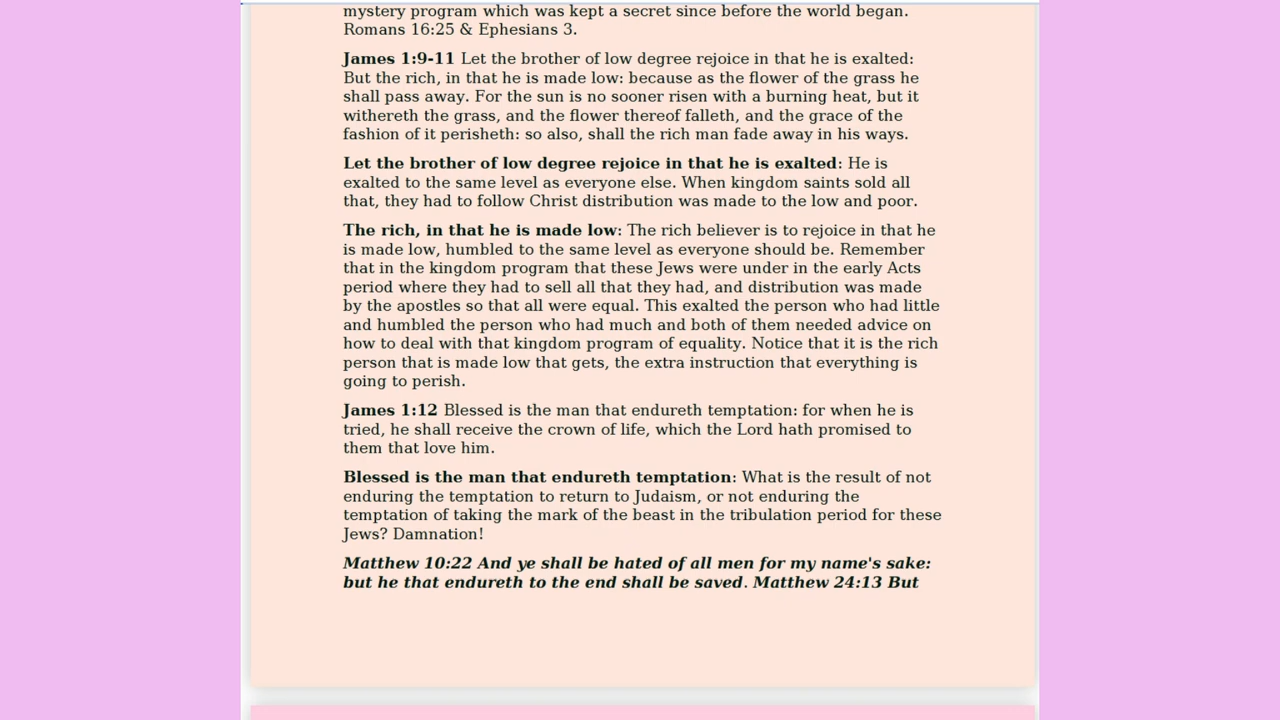 mystery program which was kept a secret since before the world began.
Romans 16:25 & Ephesians 3.
James 1:9-11 Let the brother of low degree rejoice in that he is exalted:
But the rich, in that he is made low: because as the flower of the grass he
shall pass away. For the sun is no sooner risen with a burning heat, but it
withereth the grass, and the flower thereof falleth, and the grace of the
fashion of it perisheth: so also, shall the rich man fade away in his ways.
Let the brother of low degree rejoice in that he is exalted: He is
exalted to the same level as everyone else. When kingdom saints sold all
that, they had to follow Christ distribution was made to the low and poor.
The rich, in that he is made low: The rich believer is to rejoice in that he
is made low, humbled to the same level as everyone should be. Remember
that in the kingdom program that these Jews were under in the early Acts
period where they had to sell all that they had, and distribution was made
by the apostles so that all were equal. This exalted the person who had little
and humbled the person who had much and both of them needed advice on
how to deal with that kingdom program of equality. Notice that it is the rich
person that is made low that gets, the extra instruction that everything is
going to perish.
James 1:12 Blessed is the man that endureth temptation: for when he is
tried, he shall receive the crown of life, which the Lord hath promised to
them that love him.
Blessed is the man that endureth temptation: What is the result of not
enduring the temptation to return to Judaism, or not enduring the
temptation of taking the mark of the beast in the tribulation period for these
Jews? Damnation!
Matthew 10:22 And ye shall be hated of all men for my name's sake:
but he that endureth to the end shall be saved. Matthew 24:13 But